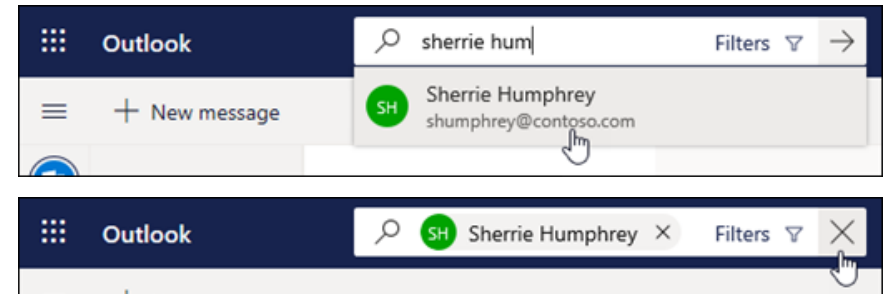 Outlook
sherrie hum
Filters
Sherrie Humphrey
SH
shumphrey@contoso.com
New message
Outlook
SH Sherrie Humphrey
Filters